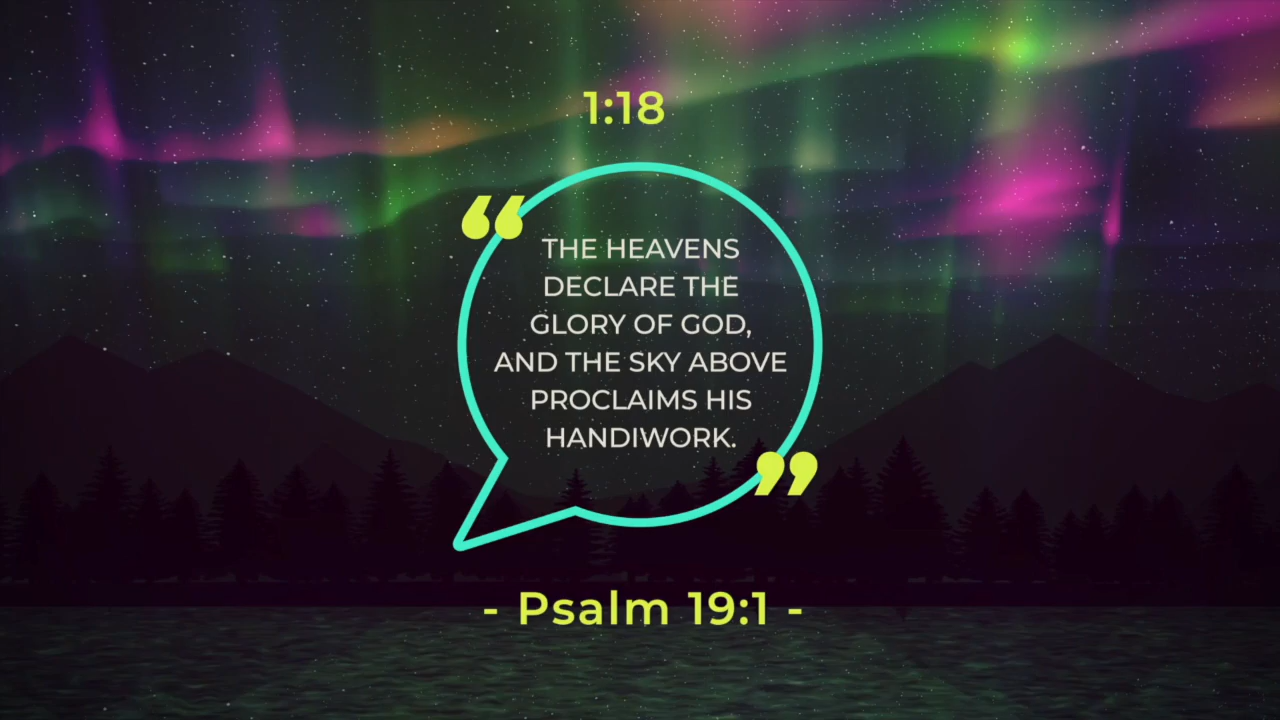 1:18
“
THE HEAVENS
DECLARE THE
GLORY OF GOD,
AND THE SKY ABOVE
PROCLAIMS HIS
HANDIWORK.
”
- Psalm 19:1 -